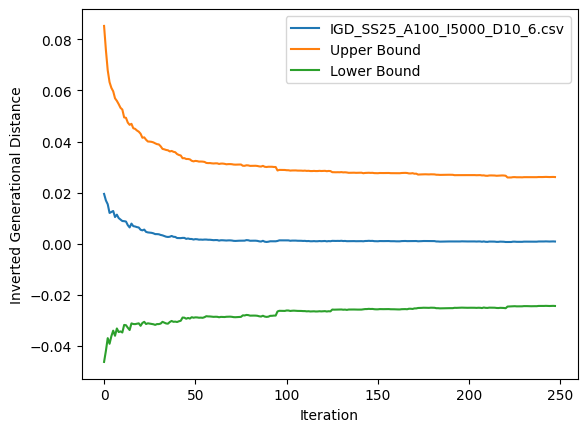 IGD_SS25_A100_I5000_D10_6.csv
Upper Bound
Lower Bound
Inverted Generational Distance
0.08
0.06
0.04
0.02
0.00
−0.02
−0.04
0 50 100 150 200 250
Iteration